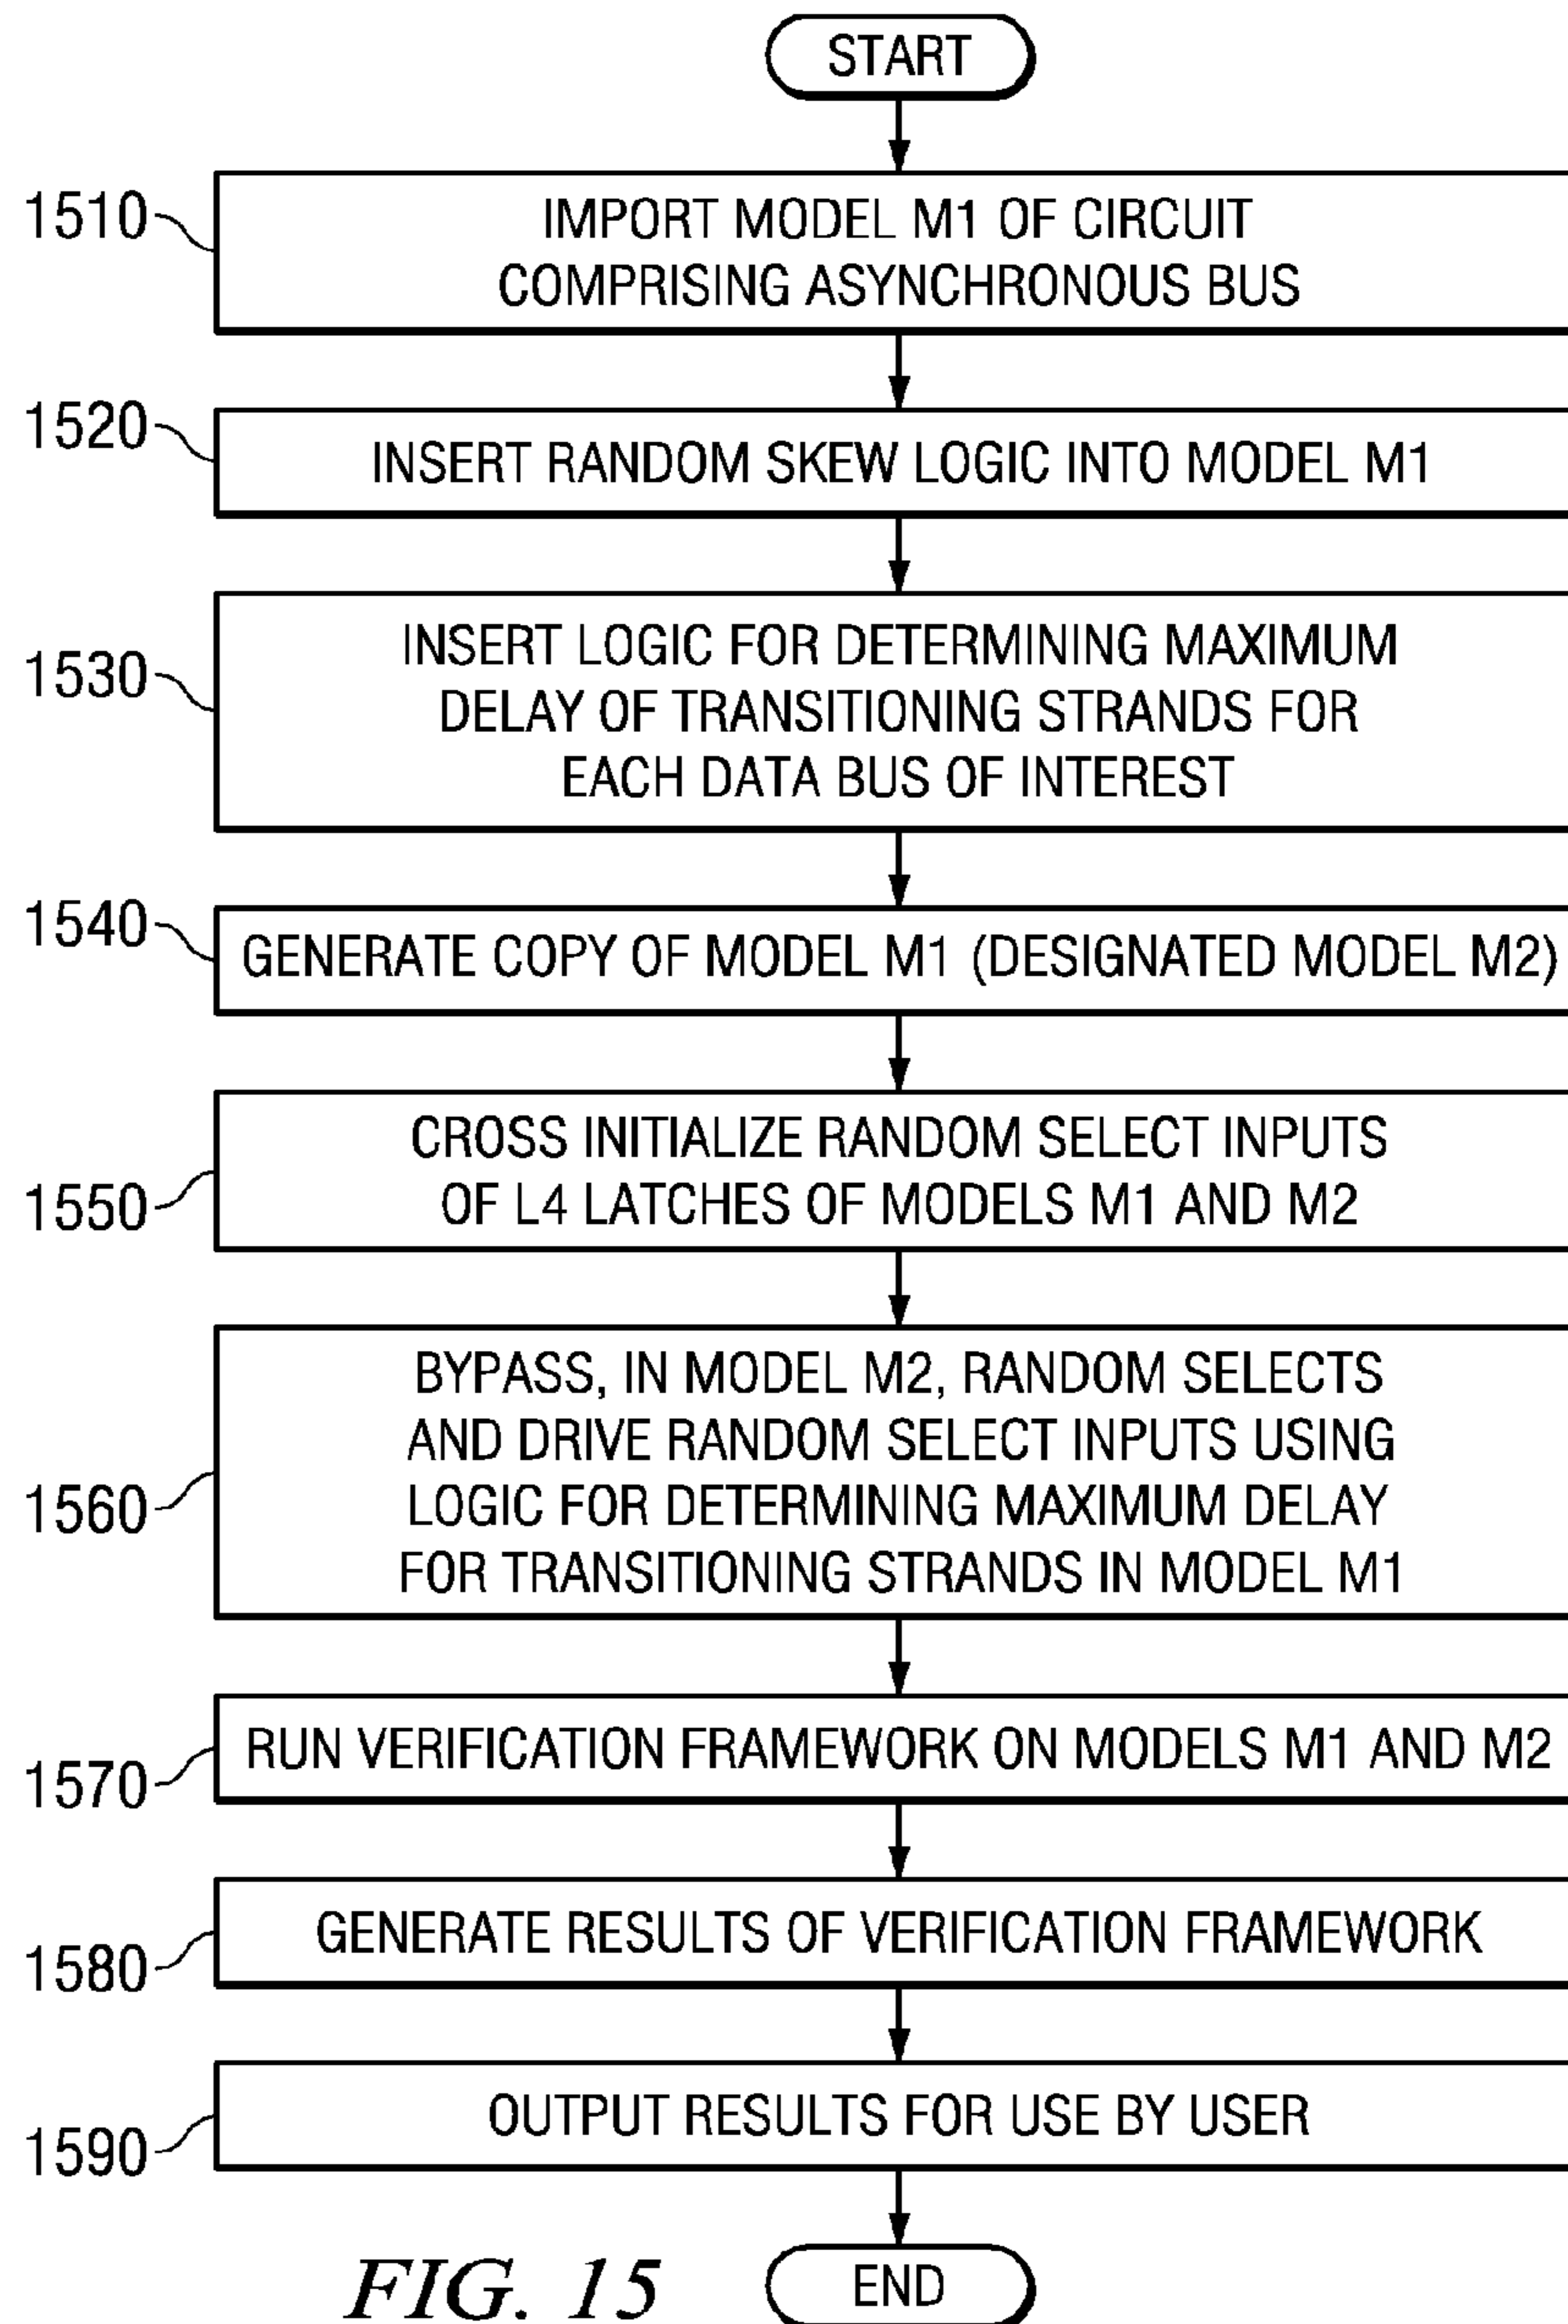 START
1510
IMPORT MODEL M1 OF CIRCUIT
COMPRISING ASYNCHRONOUS BUS
1520
INSERT RANDOM SKEW LOGIC INTO MODEL M1
1530
INSERT LOGIC FOR DETERMINING MAXIMUM
DELAY OF TRANSITIONING STRANDS FOR
EACH DATA BUS OF INTEREST
1540
GENERATE COPY OF MODEL M1 (DESIGNATED MODEL M2)
1550
CROSS INITIALIZE RANDOM SELECT INPUTS
OF L4 LATCHES OF MODELS M1 AND M2
1560
BYPASS, IN MODEL M2, RANDOM SELECTS
AND DRIVE RANDOM SELECT INPUTS USING
LOGIC FOR DETERMINING MAXIMUM DELAY
FOR TRANSITIONING STRANDS IN MODEL M1
1570
RUN VERIFICATION FRAMEWORK ON MODELS M1 AND M2
1580
GENERATE RESULTS OF VERIFICATION FRAMEWORK
1590
OUTPUT RESULTS FOR USE BY USER
FIG. 15
END